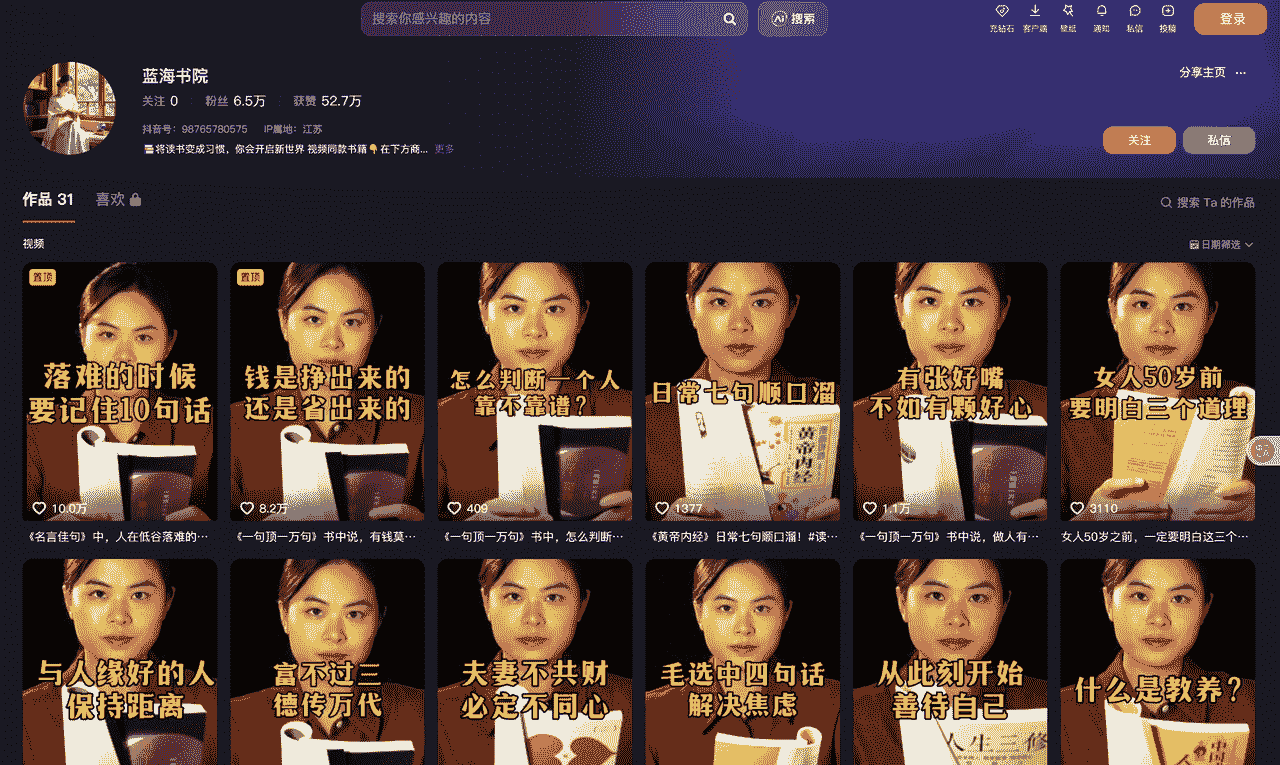 搜索你感兴趣的内容
搜索
充钻石 客户端 壁纸 通知 私信 投稿
登录
蓝海书院
关注 0 粉丝 6.5万 获赞 52.7万
抖音号：98765780575 IP属地：江苏
将读书变成习惯，你会开启新世界 视频同款书籍👇在下方商... 更多
分享主页 ···
关注 私信
作品 31 喜欢
搜索 Ta 的作品
视频
日期筛选
置顶
落难的时候
要记住10句话
10.0万
《名言佳句》中，人在低谷落难的...
置顶
钱是挣出来的
还是省出来的
8.2万
《一句顶一万句》书中说，有钱莫...
怎么判断一个人
靠不靠谱？
409
《一句顶一万句》书中，怎么判断...
日常七句顺口溜
黄帝内经
1377
《黄帝内经》日常七句顺口溜！#读...
有张好嘴
不如有颗好心
1.1万
《一句顶一万句》书中说，做人有...
女人50岁前
要明白三个道理
3110
女人50岁之前，一定要明白这三个...
与人缘好的人
保持距离
富不过三
德传万代
夫妻不共财
必定不同心
毛选中四句话
解决焦虑
从此刻开始
善待自己
人生三修
什么是教养？